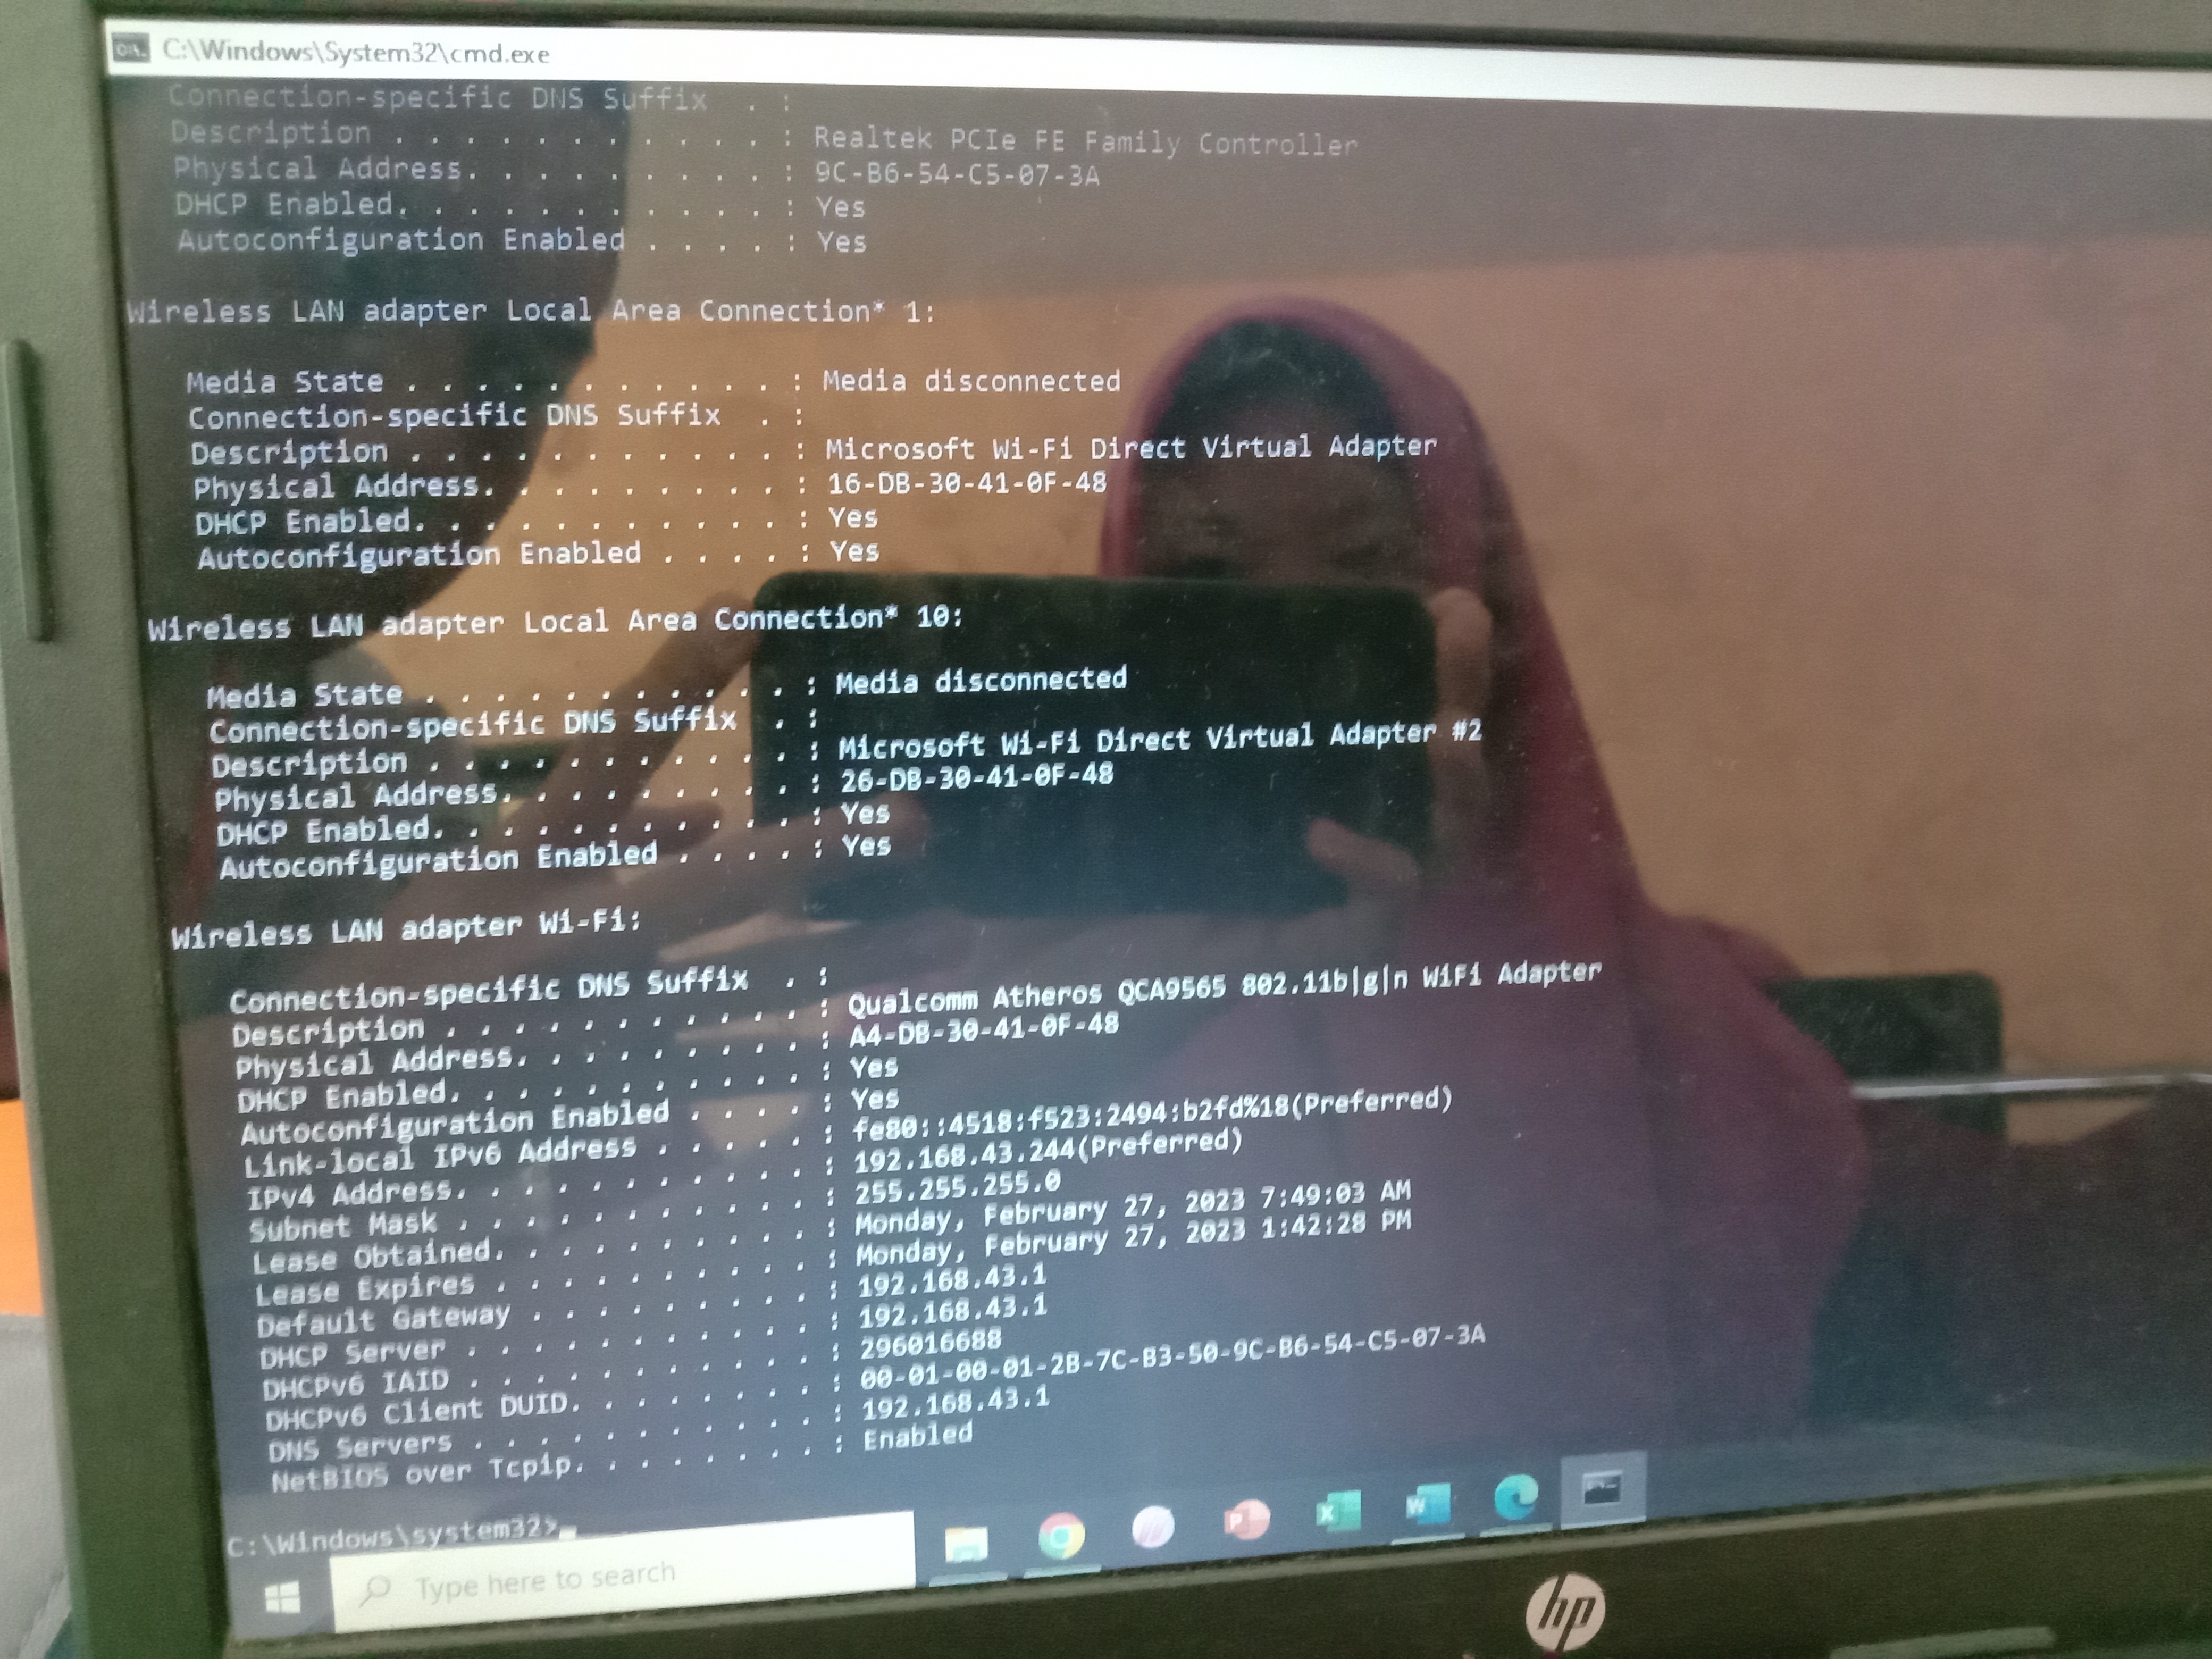 C:\Windows\System32\cmd.exe
Connection-specific DNS Suffix . :
Description . . . . . . . . . . . : Realtek PCIe FE Family Controller
Physical Address. . . . . . . . . : 9C-B6-54-C5-07-3A
DHCP Enabled. . . . . . . . . . . : Yes
Autoconfiguration Enabled . . . . : Yes
Wireless LAN adapter Local Area Connection* 1:
Media State . . . . . . . . . . . : Media disconnected
Connection-specific DNS Suffix . :
Description . . . . . . . . . . . : Microsoft Wi-Fi Direct Virtual Adapter
Physical Address. . . . . . . . . : 16-DB-30-41-0F-48
DHCP Enabled. . . . . . . . . . . : Yes
Autoconfiguration Enabled . . . . : Yes
Wireless LAN adapter Local Area Connection* 10:
Media State . . . . . . . . . . . : Media disconnected
Connection-specific DNS Suffix . :
Description . . . . . . . . . . . : Microsoft Wi-Fi Direct Virtual Adapter #2
Physical Address. . . . . . . . . : 26-DB-30-41-0F-48
DHCP Enabled. . . . . . . . . . . : Yes
Autoconfiguration Enabled . . . . : Yes
Wireless LAN adapter Wi-Fi:
Connection-specific DNS Suffix . :
Description . . . . . . . . . . . : Qualcomm Atheros QCA9565 802.11b|g|n WiFi Adapter
Physical Address. . . . . . . . . : A4-DB-30-41-0F-48
DHCP Enabled. . . . . . . . . . . : Yes
Autoconfiguration Enabled . . . . : Yes
Link-local IPv6 Address . . . . . : fe80::4518:f523:2494:b2fd%18(Preferred)
IPv4 Address. . . . . . . . . . . : 192.168.43.244(Preferred)
Subnet Mask . . . . . . . . . . . : 255.255.255.0
Lease Obtained. . . . . . . . . . : Monday, February 27, 2023 7:49:03 AM
Lease Expires . . . . . . . . . . : Monday, February 27, 2023 1:42:28 PM
Default Gateway . . . . . . . . . : 192.168.43.1
DHCP Server . . . . . . . . . . . : 192.168.43.1
DHCPv6 IAID . . . . . . . . . . . : 296016688
DHCPv6 Client DUID. . . . . . . . : 00-01-00-01-2B-7C-B3-50-9C-B6-54-C5-07-3A
DNS Servers . . . . . . . . . . . : 192.168.43.1
NetBIOS over Tcpip. . . . . . . . : Enabled
C:\Windows\system32>
Type here to search
hp